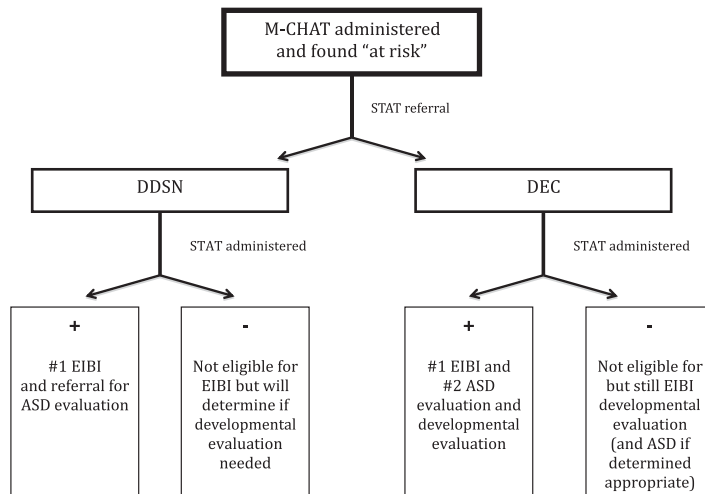 M-CHAT administered
and found “at risk”
STAT referral
DDSN
DEC
STAT administered
STAT administered
+
#1 EIBI
and referral for
ASD evaluation
-
Not eligible for
EIBI but will
determine if
developmental
evaluation
needed
+
#1 EIBI and
#2 ASD
evaluation and
developmental
evaluation
-
Not eligible for
but still EIBI
developmental
evaluation
(and ASD if
determined
appropriate)